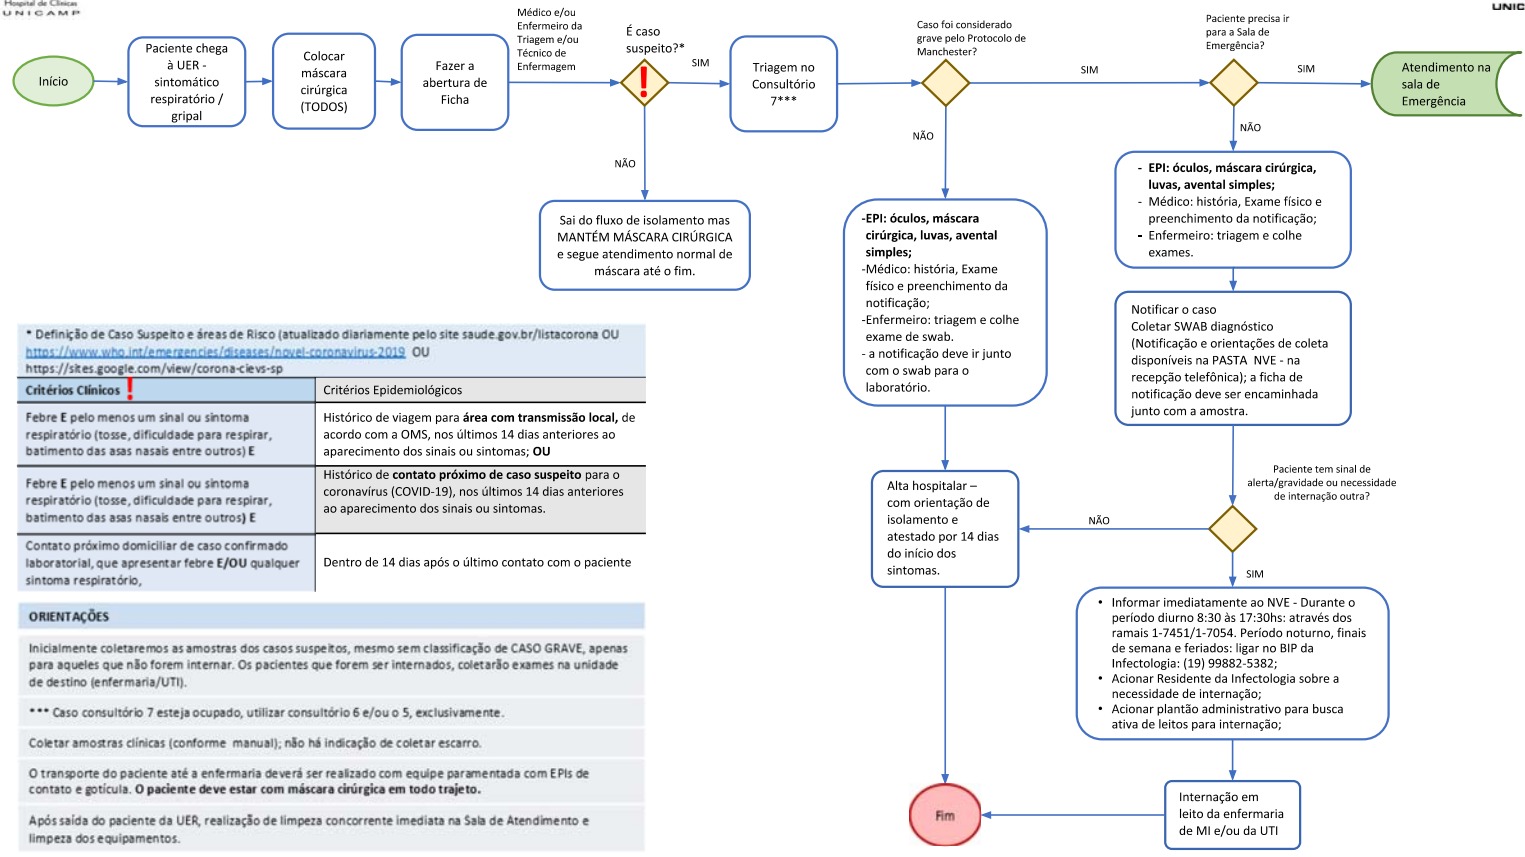 Hospital de Clínicas
UNICAMP
UNIC
Início
Paciente chega
à UER -
sintomático
respiratório /
gripal
Colocar
máscara
cirúrgica
(TODOS)
Fazer a
abertura de
Ficha
Médico e/ou
Enfermeiro da
Triagem e/ou
Técnico de
Enfermagem
É caso
suspeito?*
SIM
NÃO
Sai do fluxo de isolamento mas
MANTÉM MÁSCARA CIRÚRGICA
e segue atendimento normal de
máscara até o fim.
Triagem no
Consultório
7***
Caso foi considerado
grave pelo Protocolo de
Manchester?
SIM
NÃO
Paciente precisa ir
para a Sala de
Emergência?
SIM
NÃO
Atendimento na
sala de
Emergência
-EPI: óculos, máscara
cirúrgica, luvas, avental
simples;
-Médico: história, Exame
físico e preenchimento da
notificação;
-Enfermeiro: triagem e colhe
exame de swab.
- a notificação deve ir junto
com o swab para o
laboratório.
- EPI: óculos, máscara cirúrgica,
luvas, avental simples;
- Médico: história, Exame físico e
preenchimento da notificação;
- Enfermeiro: triagem e colhe
exames.
Notificar o caso
Coletar SWAB diagnóstico
(Notificação e orientações de coleta
disponíveis na PASTA NVE - na
recepção telefônica); a ficha de
notificação deve ser encaminhada
junto com a amostra.
Paciente tem sinal de
alerta/gravidade ou necessidade
de internação outra?
NÃO
SIM
Alta hospitalar –
com orientação de
isolamento e
atestado por 14 dias
do início dos
sintomas.
• Informar imediatamente ao NVE - Durante o
período diurno 8:30 às 17:30hs: através dos
ramais 1-7451/1-7054. Período noturno, finais
de semana e feriados: ligar no BIP da
Infectologia: (19) 99882-5382;
• Acionar Residente da Infectologia sobre a
necessidade de internação;
• Acionar plantão administrativo para busca
ativa de leitos para internação;
Internação em
leito da enfermaria
de MI e/ou da UTI
Fim
* Definição de Caso Suspeito e áreas de Risco (atualizado diariamente pelo site saude.gov.br/listacorona OU
https://www.who.int/emergencies/diseases/novel-coronavirus-2019 OU
https://sites.google.com/view/corona-cievs-sp
Critérios Clínicos
Critérios Epidemiológicos
Febre E pelo menos um sinal ou sintoma
respiratório (tosse, dificuldade para respirar,
batimento das asas nasais entre outros) E
Histórico de viagem para área com transmissão local, de
acordo com a OMS, nos últimos 14 dias anteriores ao
aparecimento dos sinais ou sintomas; OU
Febre E pelo menos um sinal ou sintoma
respiratório (tosse, dificuldade para respirar,
batimento das asas nasais entre outros) E
Histórico de contato próximo de caso suspeito para o
coronavírus (COVID-19), nos últimos 14 dias anteriores
ao aparecimento dos sinais ou sintomas.
Contato próximo domiciliar de caso confirmado
laboratorial, que apresentar febre E/OU qualquer
sintoma respiratório,
Dentro de 14 dias após o último contato com o paciente
ORIENTAÇÕES
Inicialmente coletaremos as amostras dos casos suspeitos, mesmo sem classificação de CASO GRAVE, apenas
para aqueles que não forem internar. Os pacientes que forem ser internados, coletarão exames na unidade
de destino (enfermaria/UTI).
*** Caso consultório 7 esteja ocupado, utilizar consultório 6 e/ou o 5, exclusivamente.
Coletar amostras clínicas (conforme manual); não há indicação de coletar escarro.
O transporte do paciente até a enfermaria deverá ser realizado com equipe paramentada com EPIs de
contato e gotícula. O paciente deve estar com máscara cirúrgica em todo trajeto.
Após saída do paciente da UER, realização de limpeza concorrente imediata na Sala de Atendimento e
limpeza dos equipamentos.